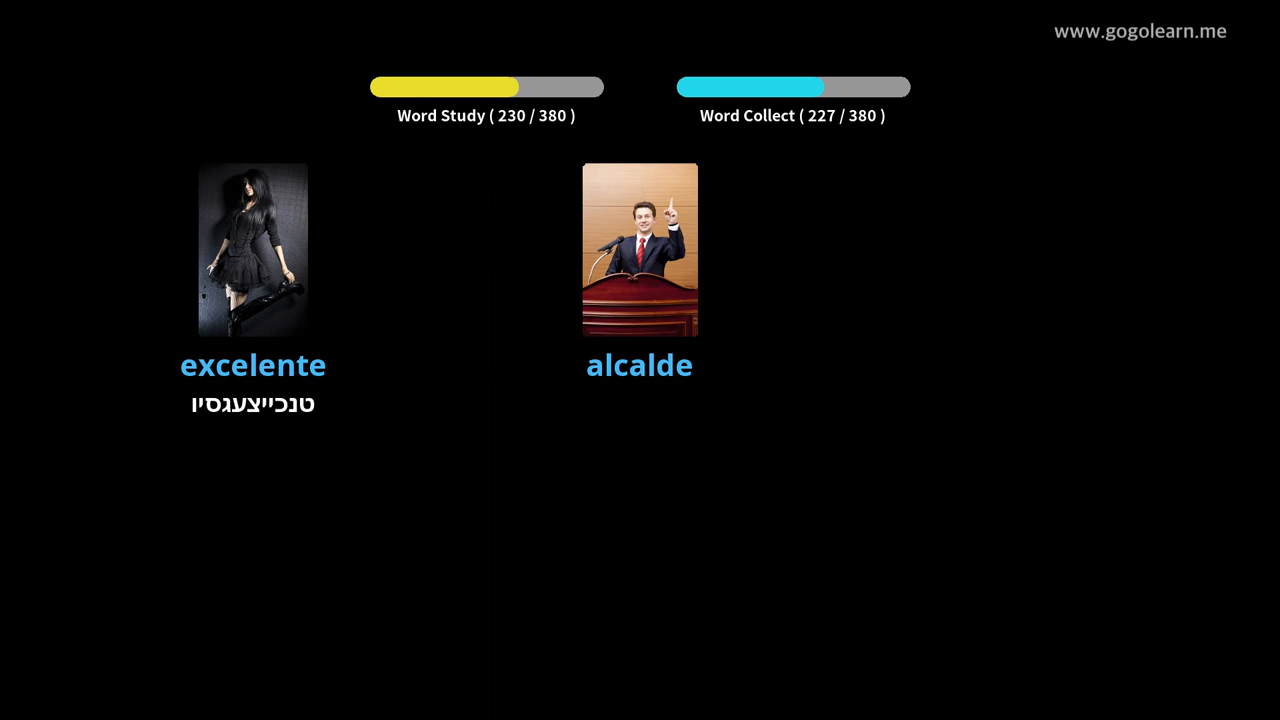 www.gogolearn.me
Word Study ( 230 / 380 )
Word Collect ( 227 / 380 )
excelente
טנכייצעגסיו
alcalde